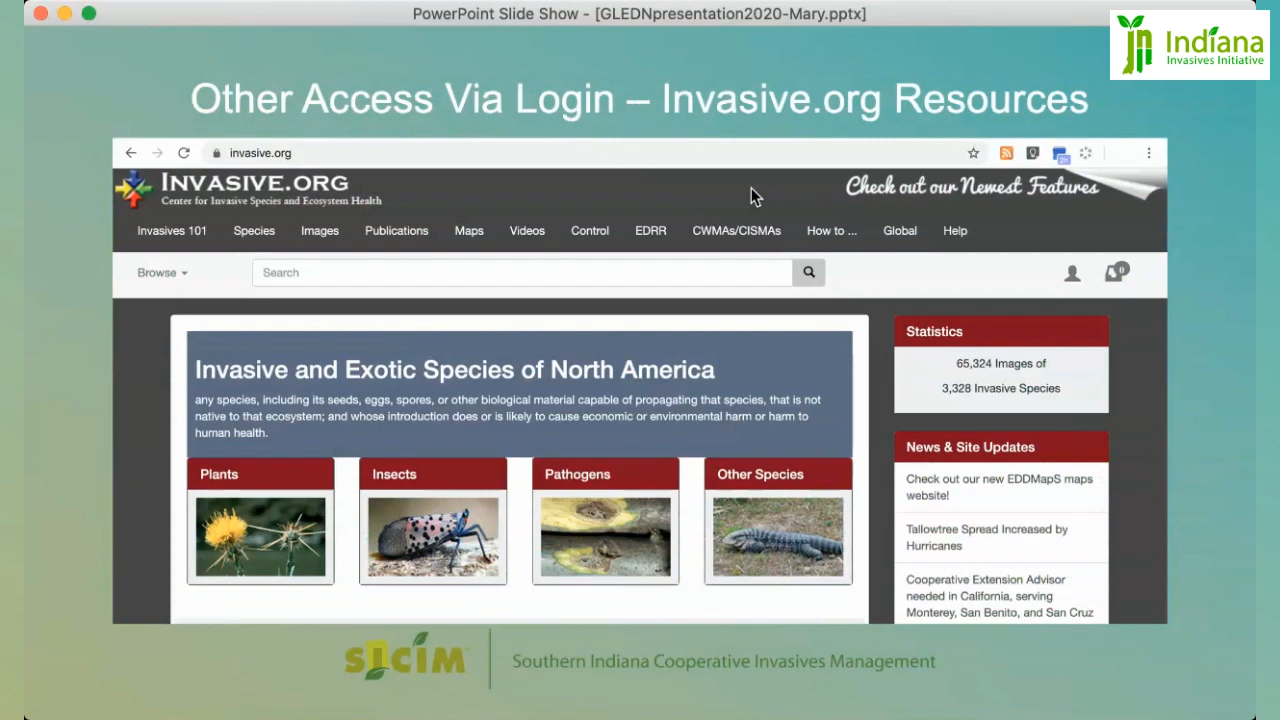 PowerPoint Slide Show - [GLEDNpresentation2020-Mary.pptx]
Indiana
Invasives Initiative
Other Access Via Login – Invasive.org Resources
invasive.org
INVASIVE.ORG
Center for Invasive Species and Ecosystem Health
Check out our Newest Features
Invasives 101 Species Images Publications Maps Videos Control EDRR CWMAs/CISMAs How to ... Global Help
Browse Search 0
Invasive and Exotic Species of North America
any species, including its seeds, eggs, spores, or other biological material capable of propagating that species, that is not
native to that ecosystem; and whose introduction does or is likely to cause economic or environmental harm or harm to
human health.
Plants Insects Pathogens Other Species
Statistics
65,324 Images of
3,328 Invasive Species
News & Site Updates
Check out our new EDDMapS maps
website!
Tallowtree Spread Increased by
Hurricanes
Cooperative Extension Advisor
needed in California, serving
Monterey, San Benito, and San Cruz
SICIM
Southern Indiana Cooperative Invasives Management